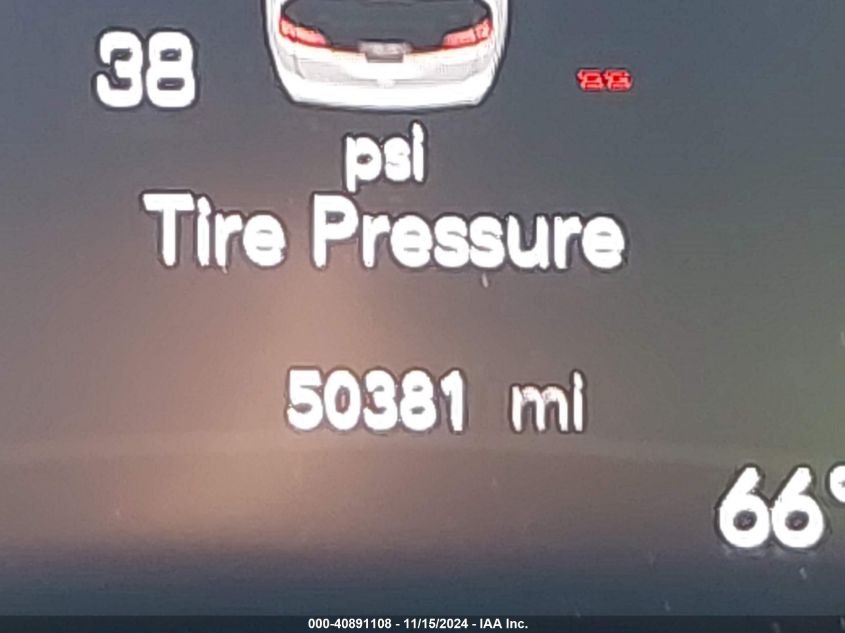 38
psi
Tire Pressure
50381 mi
66°
000-40891108 - 11/15/2024 - IAA Inc.